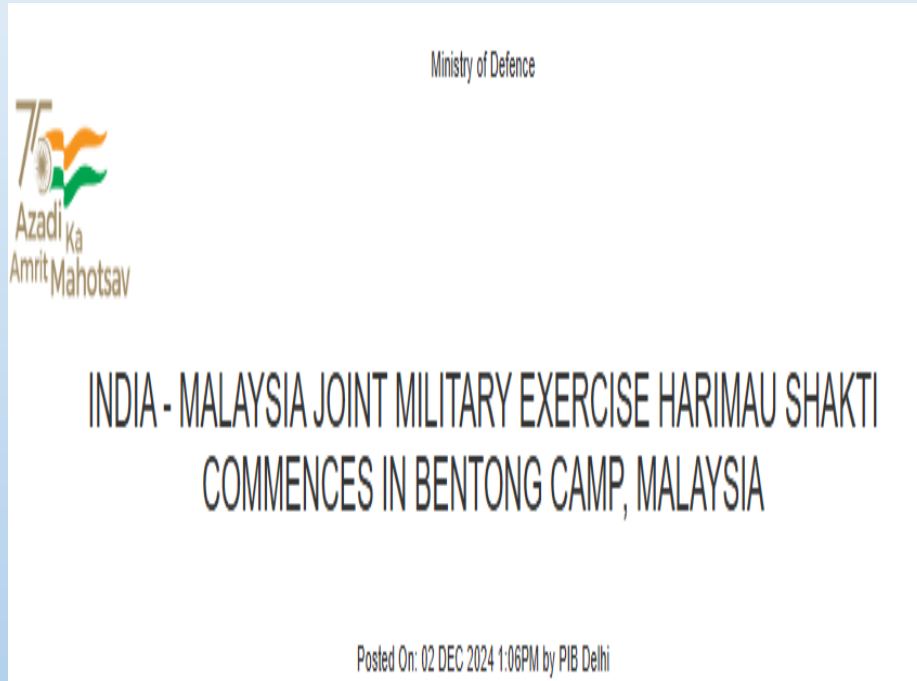 Ministry of Defence
75
Azadi Ka
Amrit Mahotsav
INDIA - MALAYSIA JOINT MILITARY EXERCISE HARIMAU SHAKTI
COMMENCES IN BENTONG CAMP, MALAYSIA
Posted On: 02 DEC 2024 1:06PM by PIB Delhi